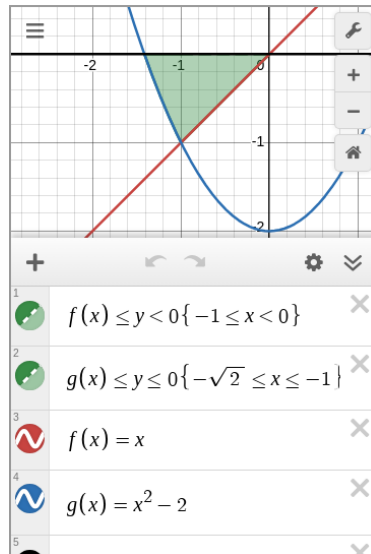 -2
-1
0
-1
-2
1
f(x) ≤ y < 0{-1 ≤ x < 0}
2
g(x) ≤ y ≤ 0{-√2 ≤ x ≤ -1}
3
f(x) = x
4
g(x) = x² - 2
5